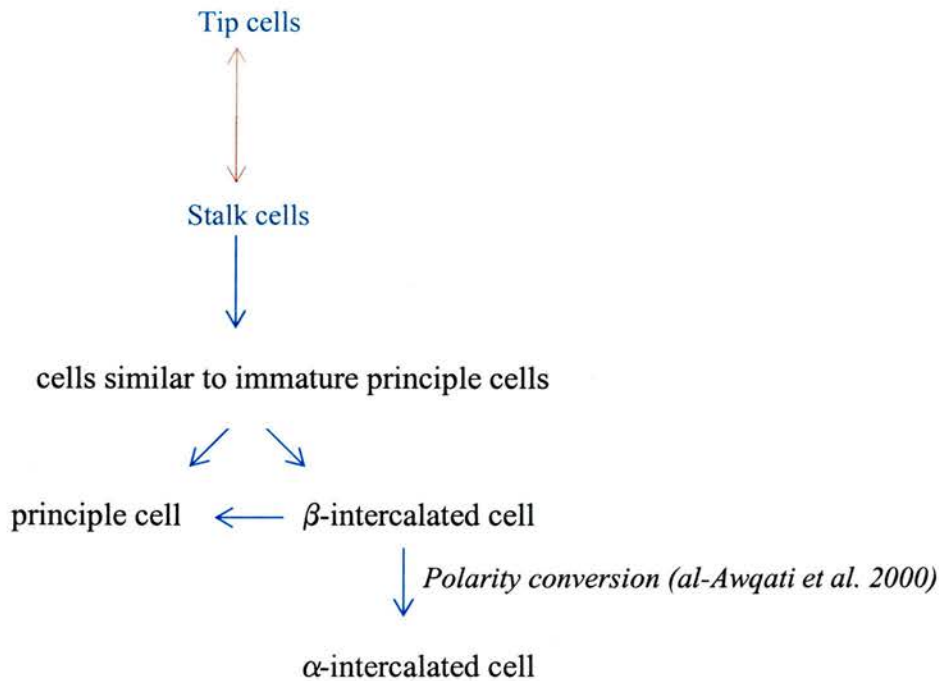 Tip cells
Stalk cells
cells similar to immature principle cells
principle cell
β-intercalated cell
Polarity conversion (al-Awqati et al. 2000)
α-intercalated cell